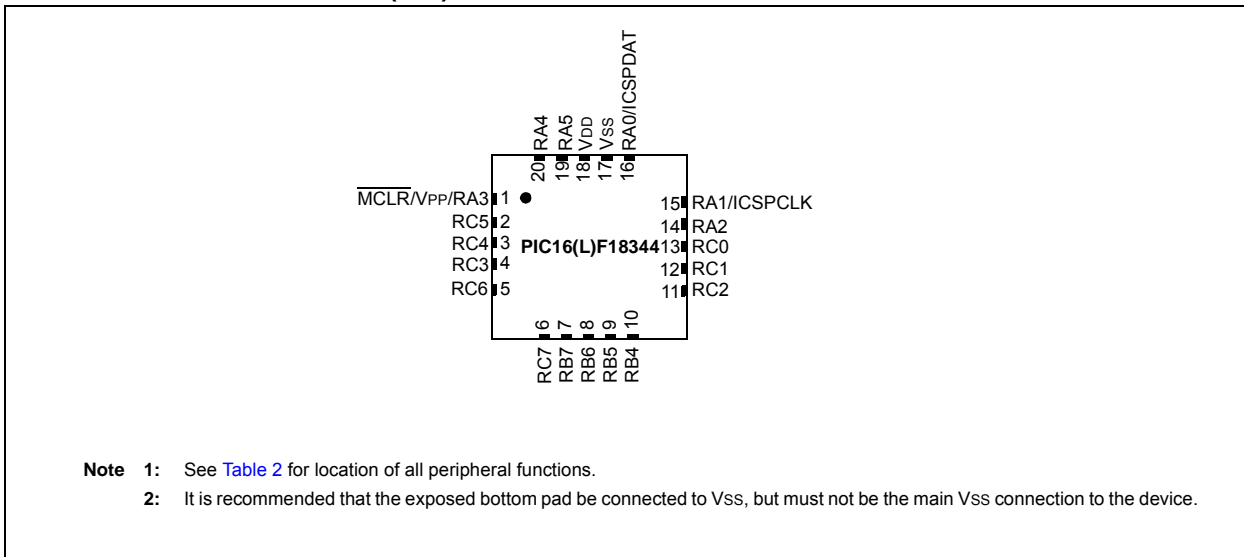 20 RA4
19 RA5
18 VDD
17 VSS
16 RA0/ICSPDAT
MCLR/VPP/RA3 1
RC5 2
RC4 3
RC3 4
RC6 5
PIC16(L)F18344
15 RA1/ICSPCLK
14 RA2
13 RC0
12 RC1
11 RC2
6 RC7
7 RB7
8 RB6
9 RB5
10 RB4
Note 1: See Table 2 for location of all peripheral functions.
2: It is recommended that the exposed bottom pad be connected to VSS, but must not be the main VSS connection to the device.